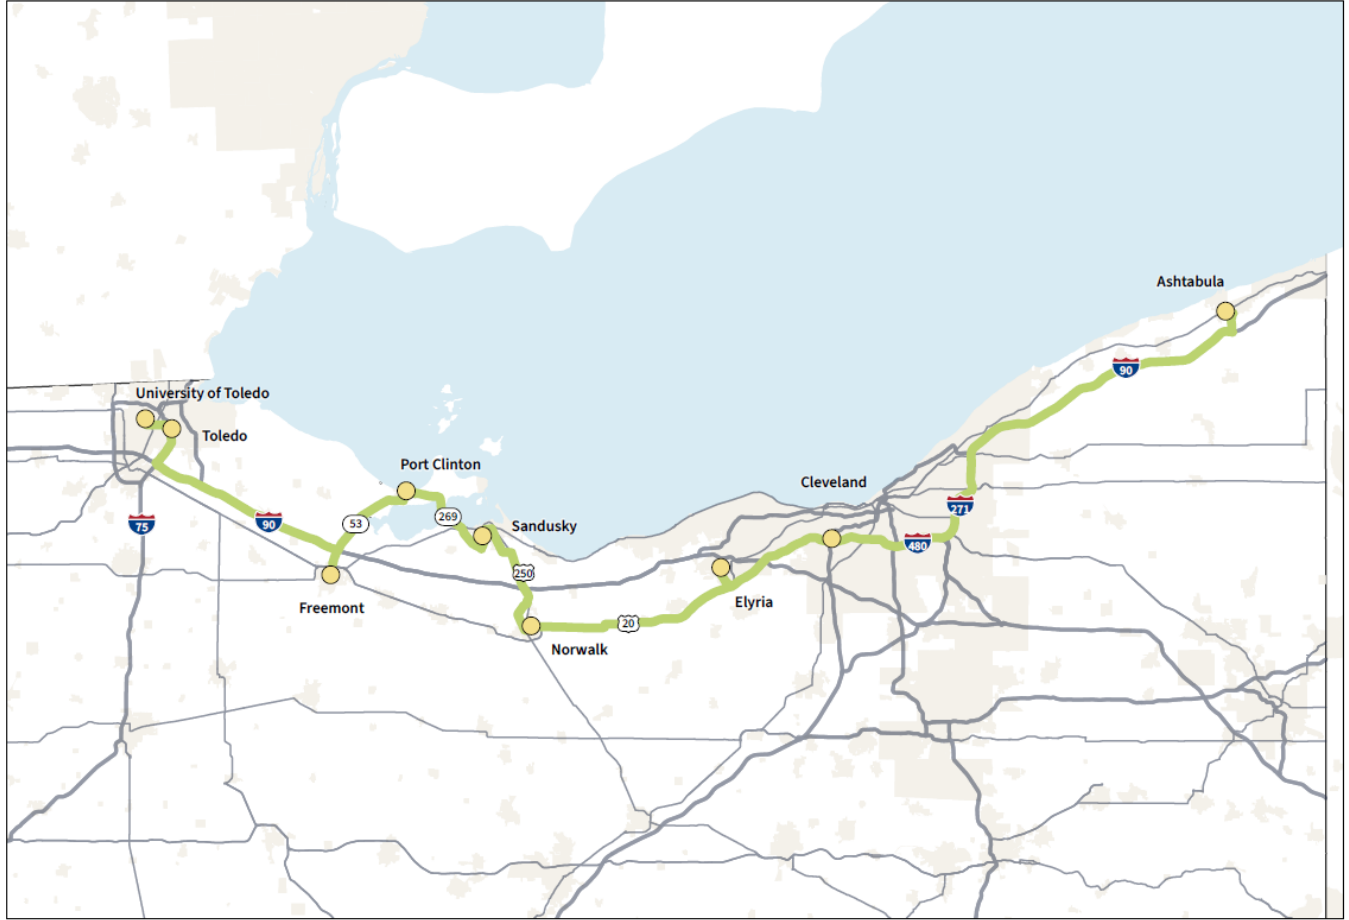 Ashtabula
90
University of Toledo
Toledo
Port Clinton
Cleveland
271
269
Sandusky
53
90
75
480
250
Elyria
Freemont
20
Norwalk